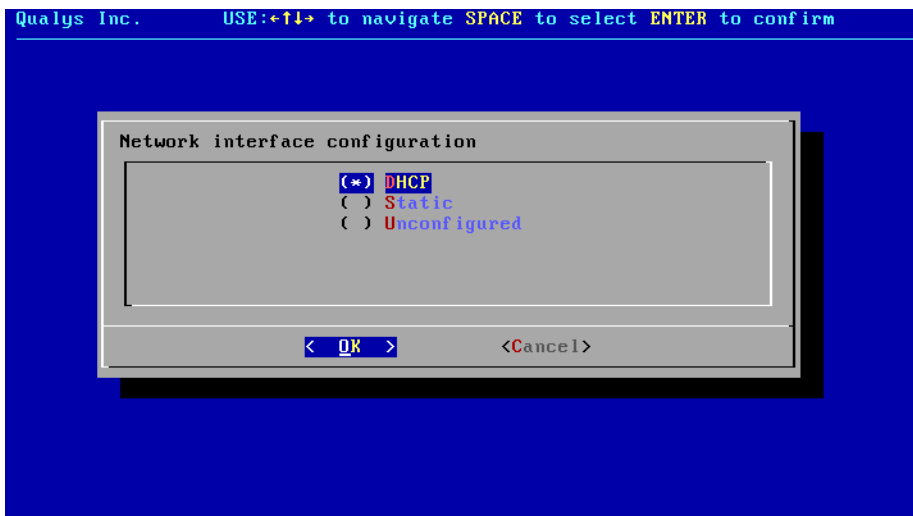 Qualys Inc. USE:←↑↓→ to navigate SPACE to select ENTER to confirm
Network interface configuration
(*) DHCP
( ) Static
( ) Unconfigured
< OK > <Cancel>